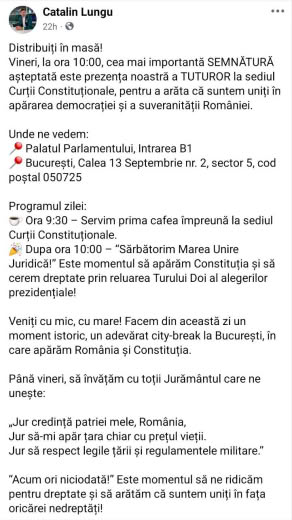 Catalin Lungu
22h
Distribuiți în masă!
Vineri, la ora 10:00, cea mai importantă SEMNĂTURĂ
așteptată este prezența noastră a TUTUROR la sediul
Curții Constituționale, pentru a arăta că suntem uniți în
apărarea democrației și a suveranității României.
Unde ne vedem:
📍 Palatul Parlamentului, Intrarea B1
📍 București, Calea 13 Septembrie nr. 2, sector 5, cod
poștal 050725
Programul zilei:
☕ Ora 9:30 – Servim prima cafea împreună la sediul
Curții Constituționale.
🎉 Dupa ora 10:00 – “Sărbătorim Marea Unire
Juridică!” Este momentul să apărăm Constituția și să
cerem dreptate prin reluarea Turului Doi al alegerilor
prezidențiale!
Veniți cu mic, cu mare! Facem din această zi un
moment istoric, un adevărat city-break la București, în
care apărăm România și Constituția.
Până vineri, să învățăm cu toții Jurământul care ne
unește:
„Jur credință patriei mele, România,
Jur să-mi apăr țara chiar cu prețul vieții.
Jur să respect legile țării și regulamentele militare.”
“Acum ori niciodată!” Este momentul să ne ridicăm
pentru dreptate și să arătăm că suntem uniți în fața
oricărei nedreptăți!